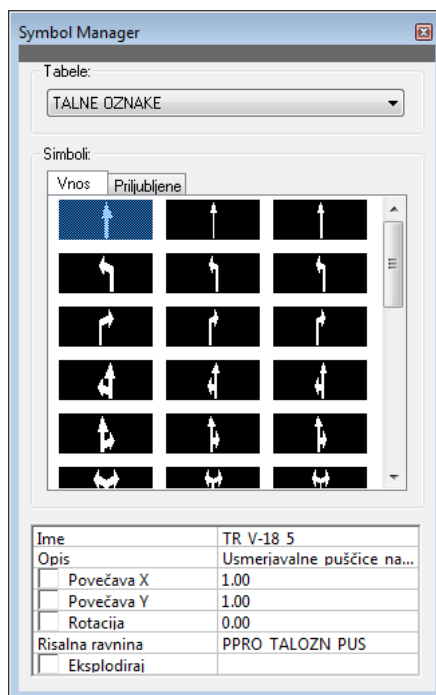 Symbol Manager
Tabele:
TALNE OZNAKE
Simboli:
Vnos Priljubljene
Ime TR V-18 5
Opis Usmerjavalne puščice na...
Povečava X 1.00
Povečava Y 1.00
Rotacija 0.00
Risalna ravnina PPRO TALOZN PUS
Eksplodiraj